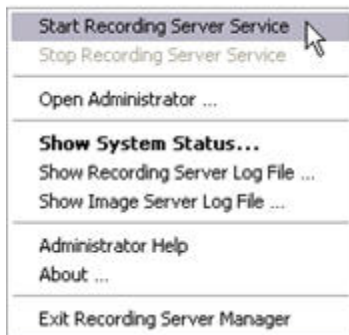 Start Recording Server Service
Stop Recording Server Service
Open Administrator ...
Show System Status...
Show Recording Server Log File ...
Show Image Server Log File ...
Administrator Help
About ...
Exit Recording Server Manager